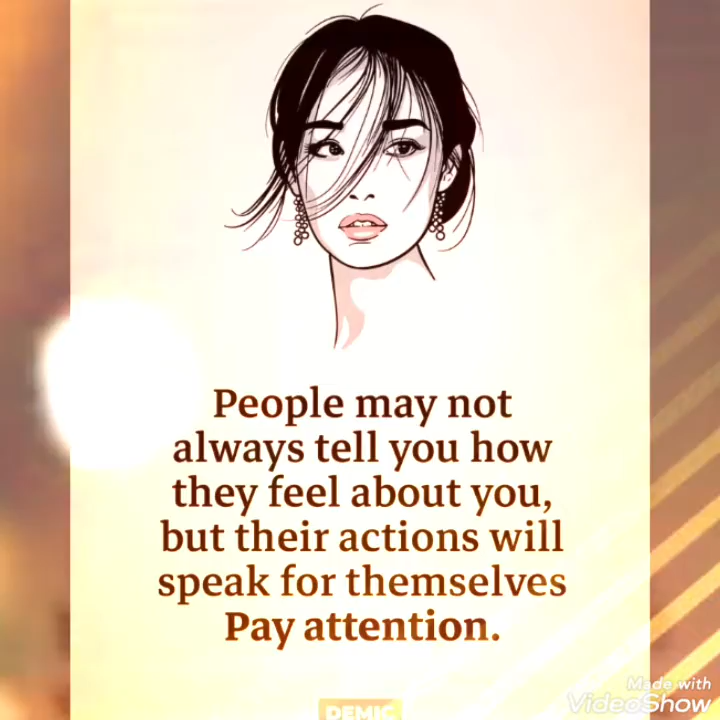 People may not
always tell you how
they feel about you,
but their actions will
speak for themselves
Pay attention.
Made with
VideoShow
DEMIC